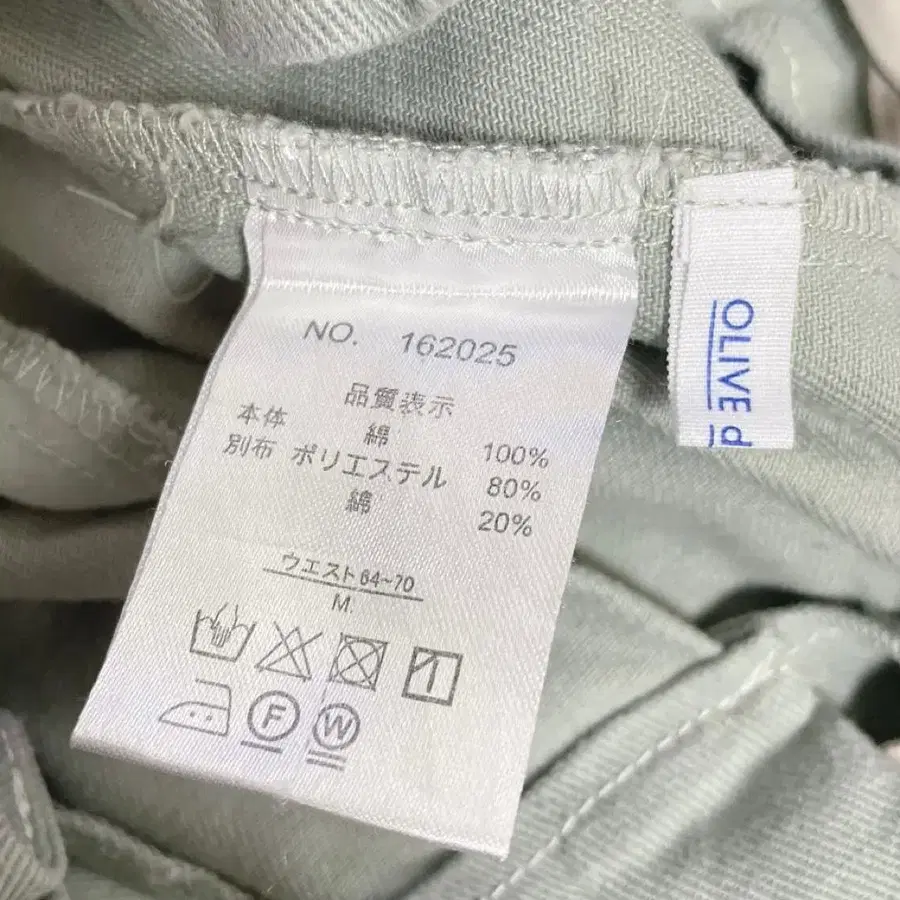 NO. 162025
品質表示
本体 綿 100%
別布 ポリエステル 80%
綿 20%
ウエスト64~70
M.
F W
OLIVE d